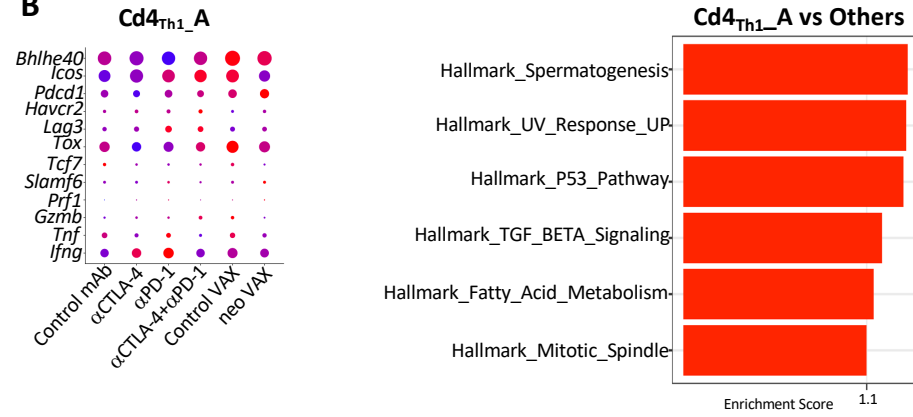 B
Cd4Th1_A
Bhlhe40
Icos
Pdcd1
Havcr2
Lag3
Tox
Tcf7
Slamf6
Prf1
Gzmb
Tnf
Ifng
Control mAb
αCTLA-4
αPD-1
αCTLA-4+αPD-1
Control VAX
neo VAX
Cd4Th1_A vs Others
Hallmark_Spermatogenesis
Hallmark_UV_Response_UP
Hallmark_P53_Pathway
Hallmark_TGF_BETA_Signaling
Hallmark_Fatty_Acid_Metabolism
Hallmark_Mitotic_Spindle
Enrichment Score 1.1